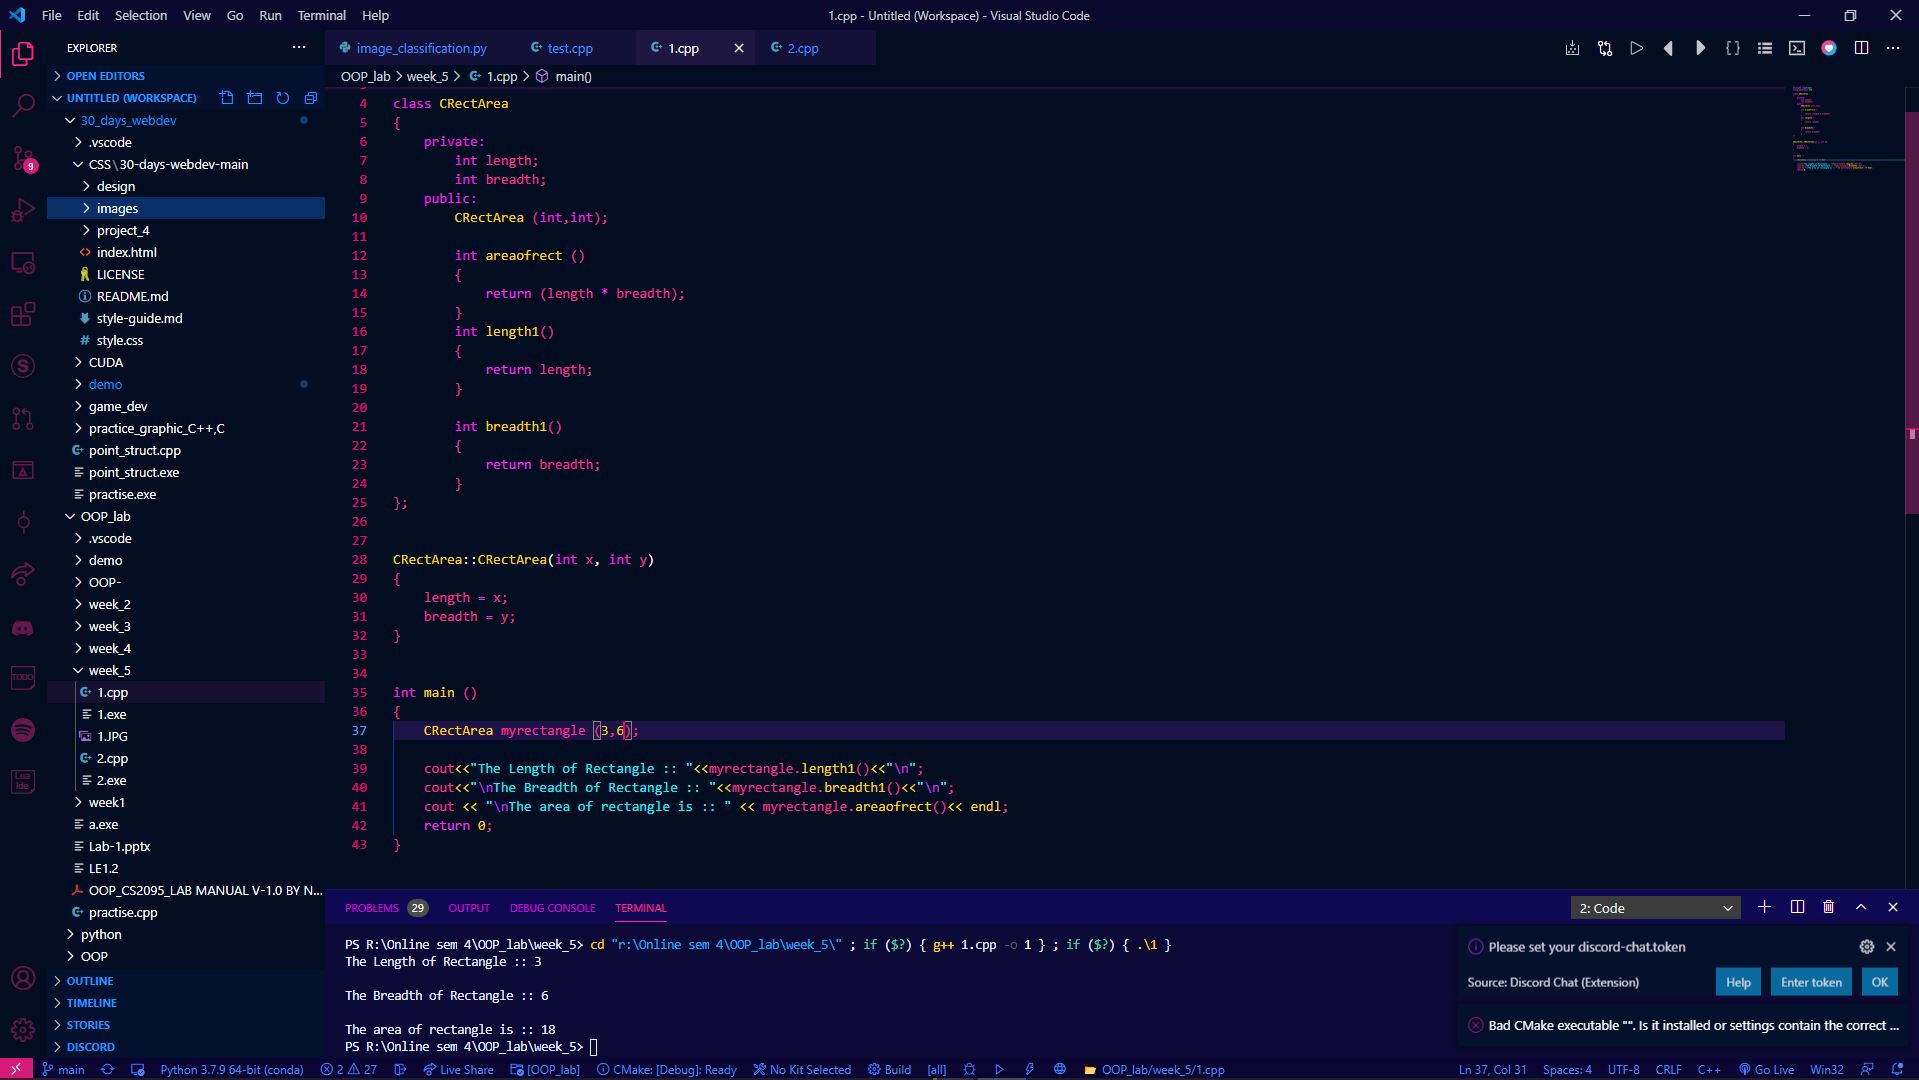 File Edit Selection View Go Run Terminal Help
1.cpp - Untitled (Workspace) - Visual Studio Code
EXPLORER
OPEN EDITORS
UNTITLED (WORKSPACE)
30_days_webdev
.vscode
CSS\30-days-webdev-main
design
images
project_4
index.html
LICENSE
README.md
style-guide.md
style.css
CUDA
demo
game_dev
practice_graphic_C++,C
point_struct.cpp
point_struct.exe
practise.exe
OOP_lab
.vscode
demo
OOP-
week_2
week_3
week_4
week_5
1.cpp
1.exe
1.JPG
2.cpp
2.exe
week1
a.exe
Lab-1.pptx
LE1.2
OOP_CS2095_LAB MANUAL V-1.0 BY N...
practise.cpp
python
OOP
OUTLINE
TIMELINE
STORIES
DISCORD
9
TODO
Lua
Ide
image_classification.py test.cpp 1.cpp 2.cpp
OOP_lab > week_5 > 1.cpp > main()
4 class CRectArea
5 {
6 private:
7 int length;
8 int breadth;
9 public:
10 CRectArea (int,int);
11
12 int areaofrect ()
13 {
14 return (length * breadth);
15 }
16 int length1()
17 {
18 return length;
19 }
20
21 int breadth1()
22 {
23 return breadth;
24 }
25 };
26
27
28 CRectArea::CRectArea(int x, int y)
29 {
30 length = x;
31 breadth = y;
32 }
33
34
35 int main ()
36 {
37 CRectArea myrectangle (3,6);
38
39 cout<<"The Length of Rectangle :: "<<myrectangle.length1()<<"\n";
40 cout<<"\nThe Breadth of Rectangle :: "<<myrectangle.breadth1()<<"\n";
41 cout << "\nThe area of rectangle is :: " << myrectangle.areaofrect()<< endl;
42 return 0;
43 }
PROBLEMS 29 OUTPUT DEBUG CONSOLE TERMINAL
2: Code
PS R:\Online sem 4\OOP_lab\week_5> cd "r:\Online sem 4\OOP_lab\week_5\" ; if ($?) { g++ 1.cpp -o 1 } ; if ($?) { .\1 }
The Length of Rectangle :: 3
The Breadth of Rectangle :: 6
The area of rectangle is :: 18
PS R:\Online sem 4\OOP_lab\week_5>
Please set your discord-chat.token
Source: Discord Chat (Extension)
Help Enter token OK
Bad CMake executable "". Is it installed or settings contain the correct ...
main Python 3.7.9 64-bit (conda) 2 27 Live Share [OOP_lab] CMake: [Debug]: Ready No Kit Selected Build [all] OOP_lab/week_5/1.cpp Ln 37, Col 31 Spaces: 4 UTF-8 CRLF C++ Go Live Win32